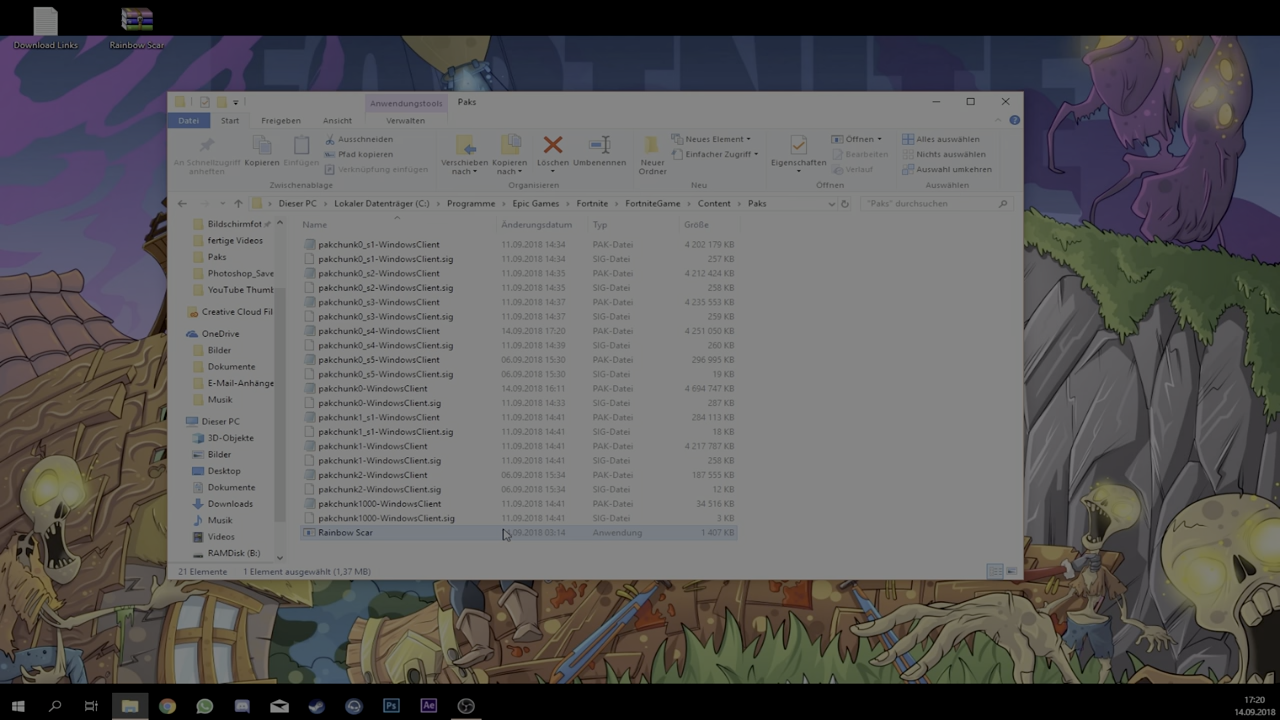 Download Links
Rainbow Scar
Anwendungstools
Paks
Datei
Start
Freigeben
Ansicht
Verwalten
An Schnellzugriff anheften
Kopieren
Einfügen
Ausschneiden
Pfad kopieren
Verknüpfung einfügen
Zwischenablage
Verschieben nach
Kopieren nach
Löschen
Umbenennen
Organisieren
Neuer Ordner
Neues Element
Einfacher Zugriff
Neu
Eigenschaften
Öffnen
Bearbeiten
Verlauf
Öffnen
Alles auswählen
Nichts auswählen
Auswahl umkehren
Auswählen
Dieser PC > Lokaler Datenträger (C:) > Programme > Epic Games > Fortnite > FortniteGame > Content > Paks
"Paks" durchsuchen
Bildschirmfot
fertige Videos
Paks
Photoshop_Save
YouTube Thumb
Creative Cloud Fil
OneDrive
Bilder
Dokumente
E-Mail-Anhänge
Musik
Dieser PC
3D-Objekte
Bilder
Desktop
Dokumente
Downloads
Musik
Videos
RAMDisk (B:)
Name Änderungsdatum Typ Größe
pakchunk0_s1-WindowsClient 11.09.2018 14:34 PAK-Datei 4 202 179 KB
pakchunk0_s1-WindowsClient.sig 11.09.2018 14:34 SIG-Datei 257 KB
pakchunk0_s2-WindowsClient 11.09.2018 14:35 PAK-Datei 4 212 424 KB
pakchunk0_s2-WindowsClient.sig 11.09.2018 14:35 SIG-Datei 258 KB
pakchunk0_s3-WindowsClient 11.09.2018 14:37 PAK-Datei 4 235 553 KB
pakchunk0_s3-WindowsClient.sig 11.09.2018 14:37 SIG-Datei 259 KB
pakchunk0_s4-WindowsClient 14.09.2018 17:20 PAK-Datei 4 251 050 KB
pakchunk0_s4-WindowsClient.sig 11.09.2018 14:39 SIG-Datei 260 KB
pakchunk0_s5-WindowsClient 06.09.2018 15:30 PAK-Datei 296 995 KB
pakchunk0_s5-WindowsClient.sig 06.09.2018 15:30 SIG-Datei 19 KB
pakchunk0-WindowsClient 14.09.2018 16:11 PAK-Datei 4 694 747 KB
pakchunk0-WindowsClient.sig 11.09.2018 14:33 SIG-Datei 287 KB
pakchunk1_s1-WindowsClient 11.09.2018 14:41 PAK-Datei 284 113 KB
pakchunk1_s1-WindowsClient.sig 11.09.2018 14:41 SIG-Datei 18 KB
pakchunk1-WindowsClient 11.09.2018 14:41 PAK-Datei 4 217 787 KB
pakchunk1-WindowsClient.sig 11.09.2018 14:41 SIG-Datei 258 KB
pakchunk2-WindowsClient 06.09.2018 15:34 PAK-Datei 187 555 KB
pakchunk2-WindowsClient.sig 06.09.2018 15:34 SIG-Datei 12 KB
pakchunk1000-WindowsClient 11.09.2018 14:41 PAK-Datei 34 516 KB
pakchunk1000-WindowsClient.sig 11.09.2018 14:41 SIG-Datei 3 KB
Rainbow Scar 03:14 Anwendung 1 407 KB
21 Elemente 1 Element ausgewählt (1,37 MB)
Ps
Ae
17:20
14.09.2018